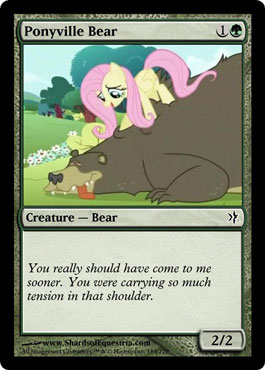 Ponyville Bear 1
Creature — Bear
You really should have come to me
sooner. You were carrying so much
tension in that shoulder.
www.ShardsofEquestria.com
2/2